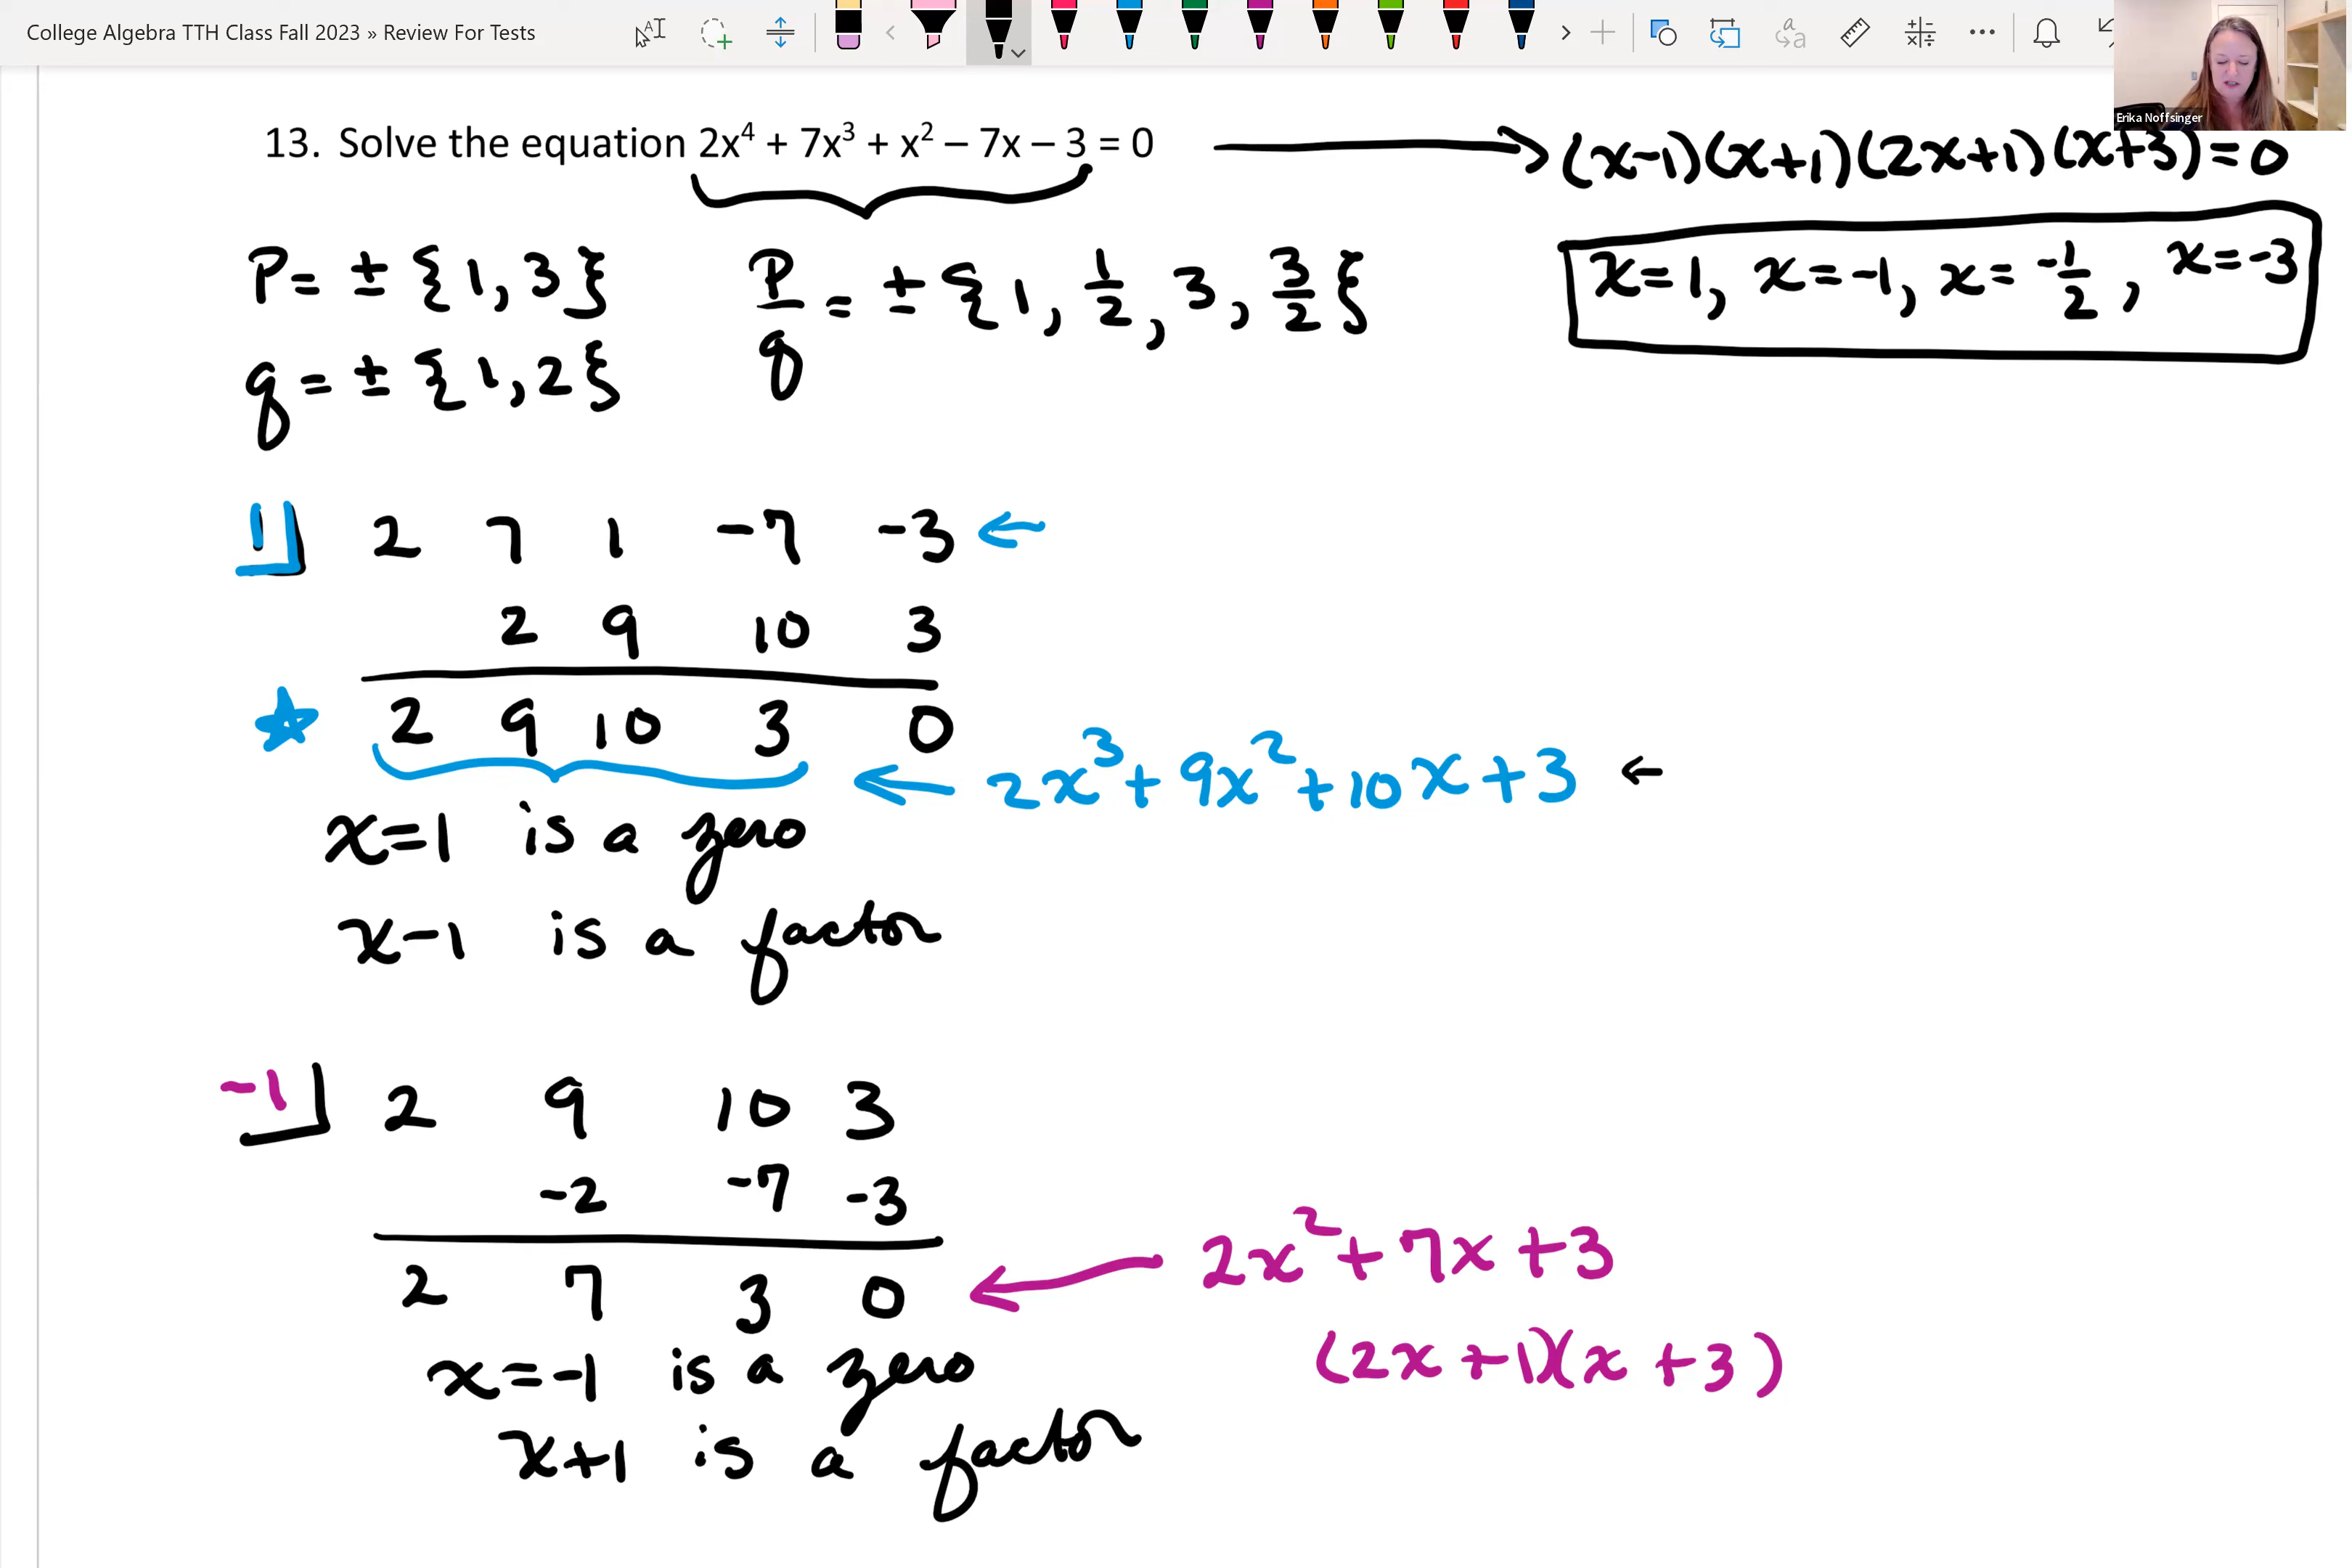 College Algebra TTH Class Fall 2023 » Review For Tests
Erika Noffsinger
13. Solve the equation 2x⁴ + 7x³ + x² – 7x – 3 = 0
(x-1)(x+1)(2x+1)(x+3)=0
P= ± {1, 3}
P/q = ± {1, 1/2, 3, 3/2}
x=1, x=-1, x=-1/2, x=-3
q= ± {1, 2}
1 2 7 1 -7 -3 ←
2 9 10 3
☆ 2 9 10 3 0
← 2x³+9x²+10x+3 ←
x=1 is a zero
x-1 is a factor
-1 2 9 10 3
-2 -7 -3
2 7 3 0 ← 2x²+7x+3
(2x+1)(x+3)
x=-1 is a zero
x+1 is a factor